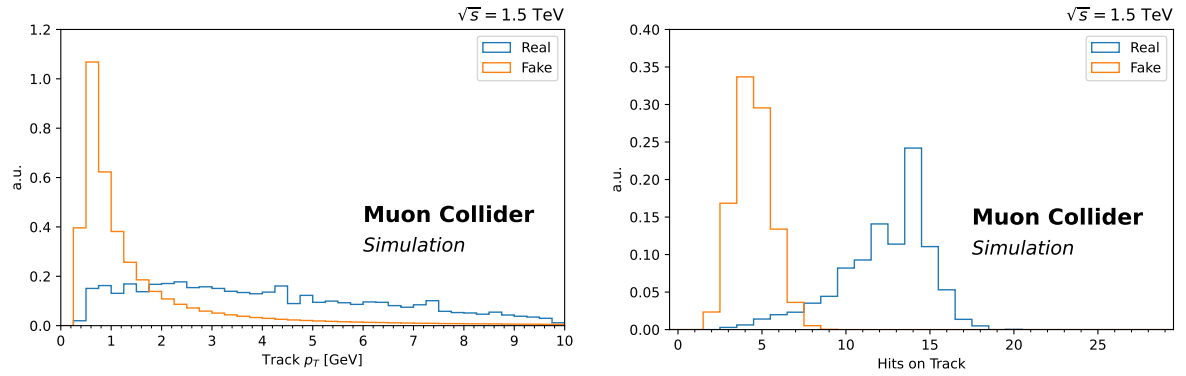 √s = 1.5 TeV
1.2
1.0
0.8
0.6
0.4
0.2
0.0
a.u.
Real
Fake
Muon Collider
Simulation
0 1 2 3 4 5 6 7 8 9 10
Track pT [GeV]
√s = 1.5 TeV
0.40
0.35
0.30
0.25
0.20
0.15
0.10
0.05
0.00
a.u.
Real
Fake
Muon Collider
Simulation
0 5 10 15 20 25
Hits on Track